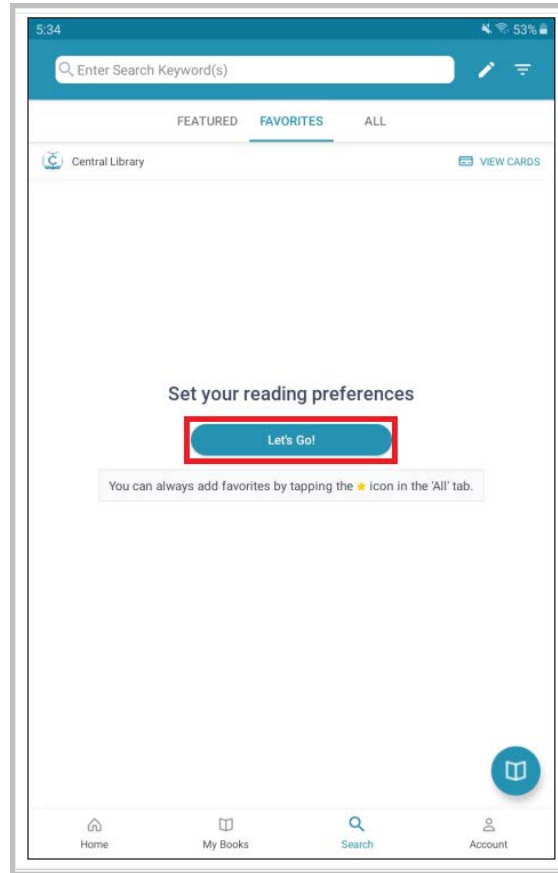 5:34
53%
Enter Search Keyword(s)
FEATURED FAVORITES ALL
Central Library VIEW CARDS
Set your reading preferences
Let's Go!
You can always add favorites by tapping the ★ icon in the 'All' tab.
Home My Books Search Account